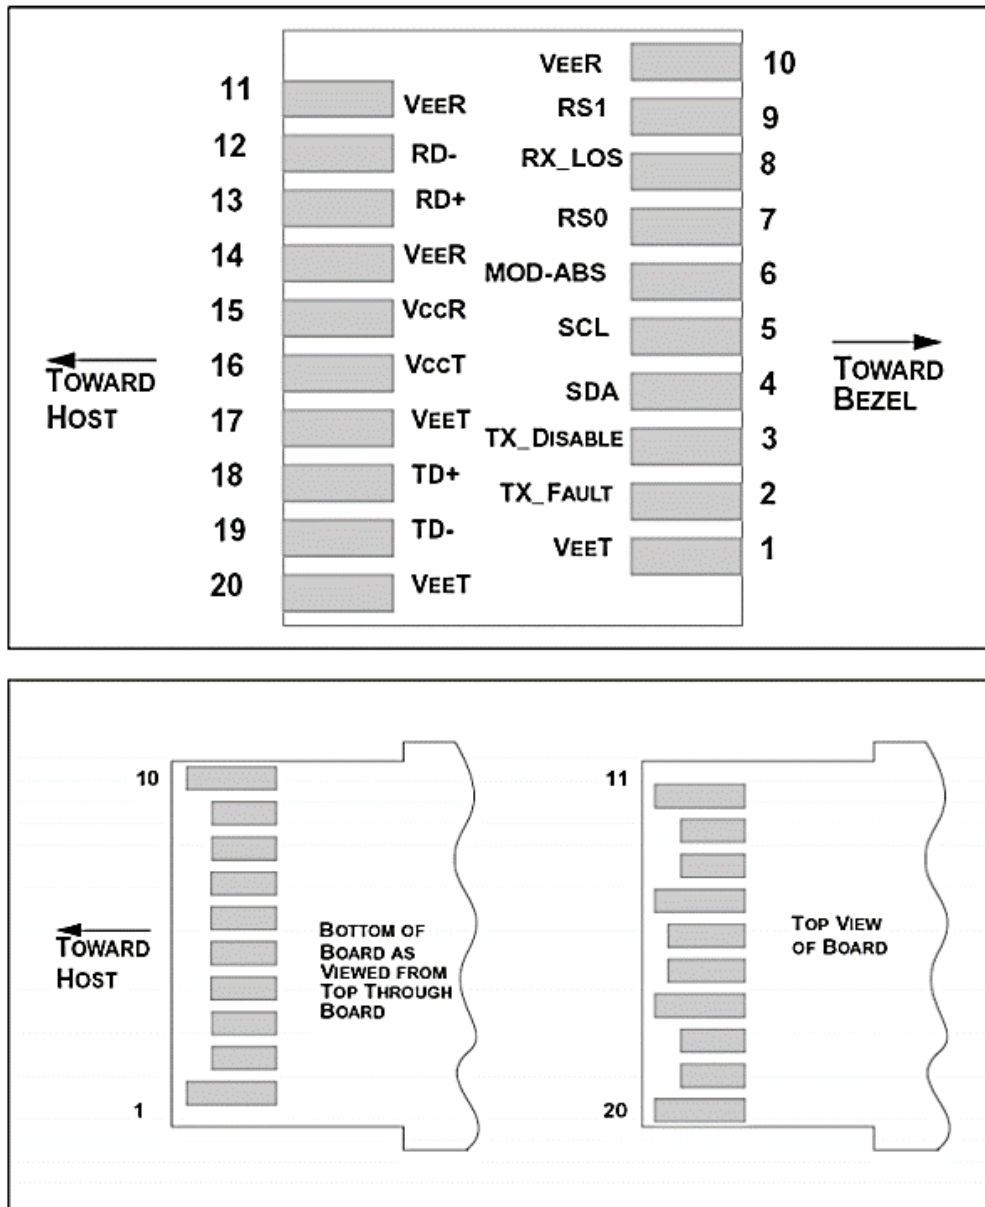 VEER 10
11 VEER
RS1 9
12 RD-
RX_LOS 8
13 RD+
RS0 7
14 VEER
MOD-ABS 6
15 VCCR
SCL 5
16 VCCT
TOWARD
HOST
TOWARD
BEZEL
SDA 4
17 VEET
TX_DISABLE 3
18 TD+
TX_FAULT 2
19 TD-
VEET 1
20 VEET
10
1
TOWARD
HOST
BOTTOM OF
BOARD AS
VIEWED FROM
TOP THROUGH
BOARD
11
20
TOP VIEW
OF BOARD